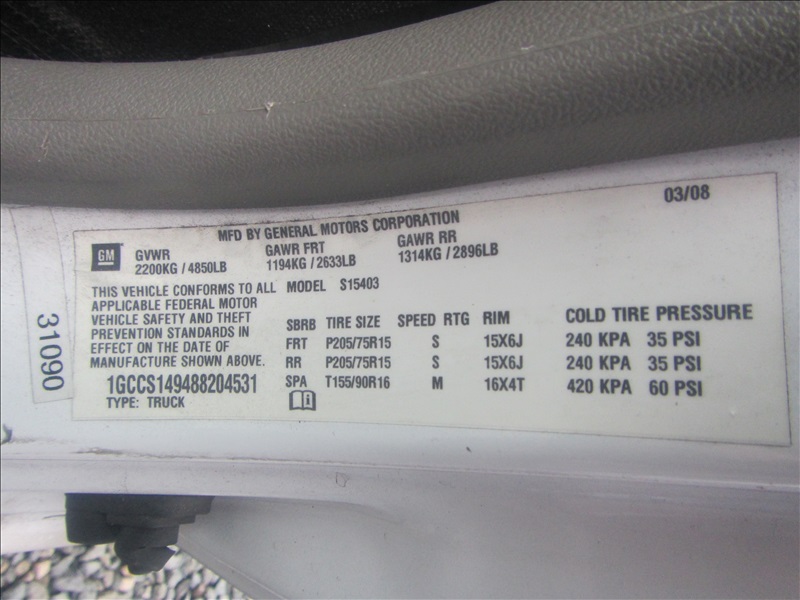 03/08
MFD BY GENERAL MOTORS CORPORATION
GM GVWR GAWR FRT GAWR RR
2200KG / 4850LB 1194KG / 2633LB 1314KG / 2896LB
THIS VEHICLE CONFORMS TO ALL MODEL S15403
APPLICABLE FEDERAL MOTOR
VEHICLE SAFETY AND THEFT
PREVENTION STANDARDS IN
EFFECT ON THE DATE OF
MANUFACTURE SHOWN ABOVE.
1GCCS149488204531
TYPE: TRUCK
SBRB TIRE SIZE SPEED RTG RIM COLD TIRE PRESSURE
FRT P205/75R15 S 15X6J 240 KPA 35 PSI
RR P205/75R15 S 15X6J 240 KPA 35 PSI
SPA T155/90R16 M 16X4T 420 KPA 60 PSI
31090